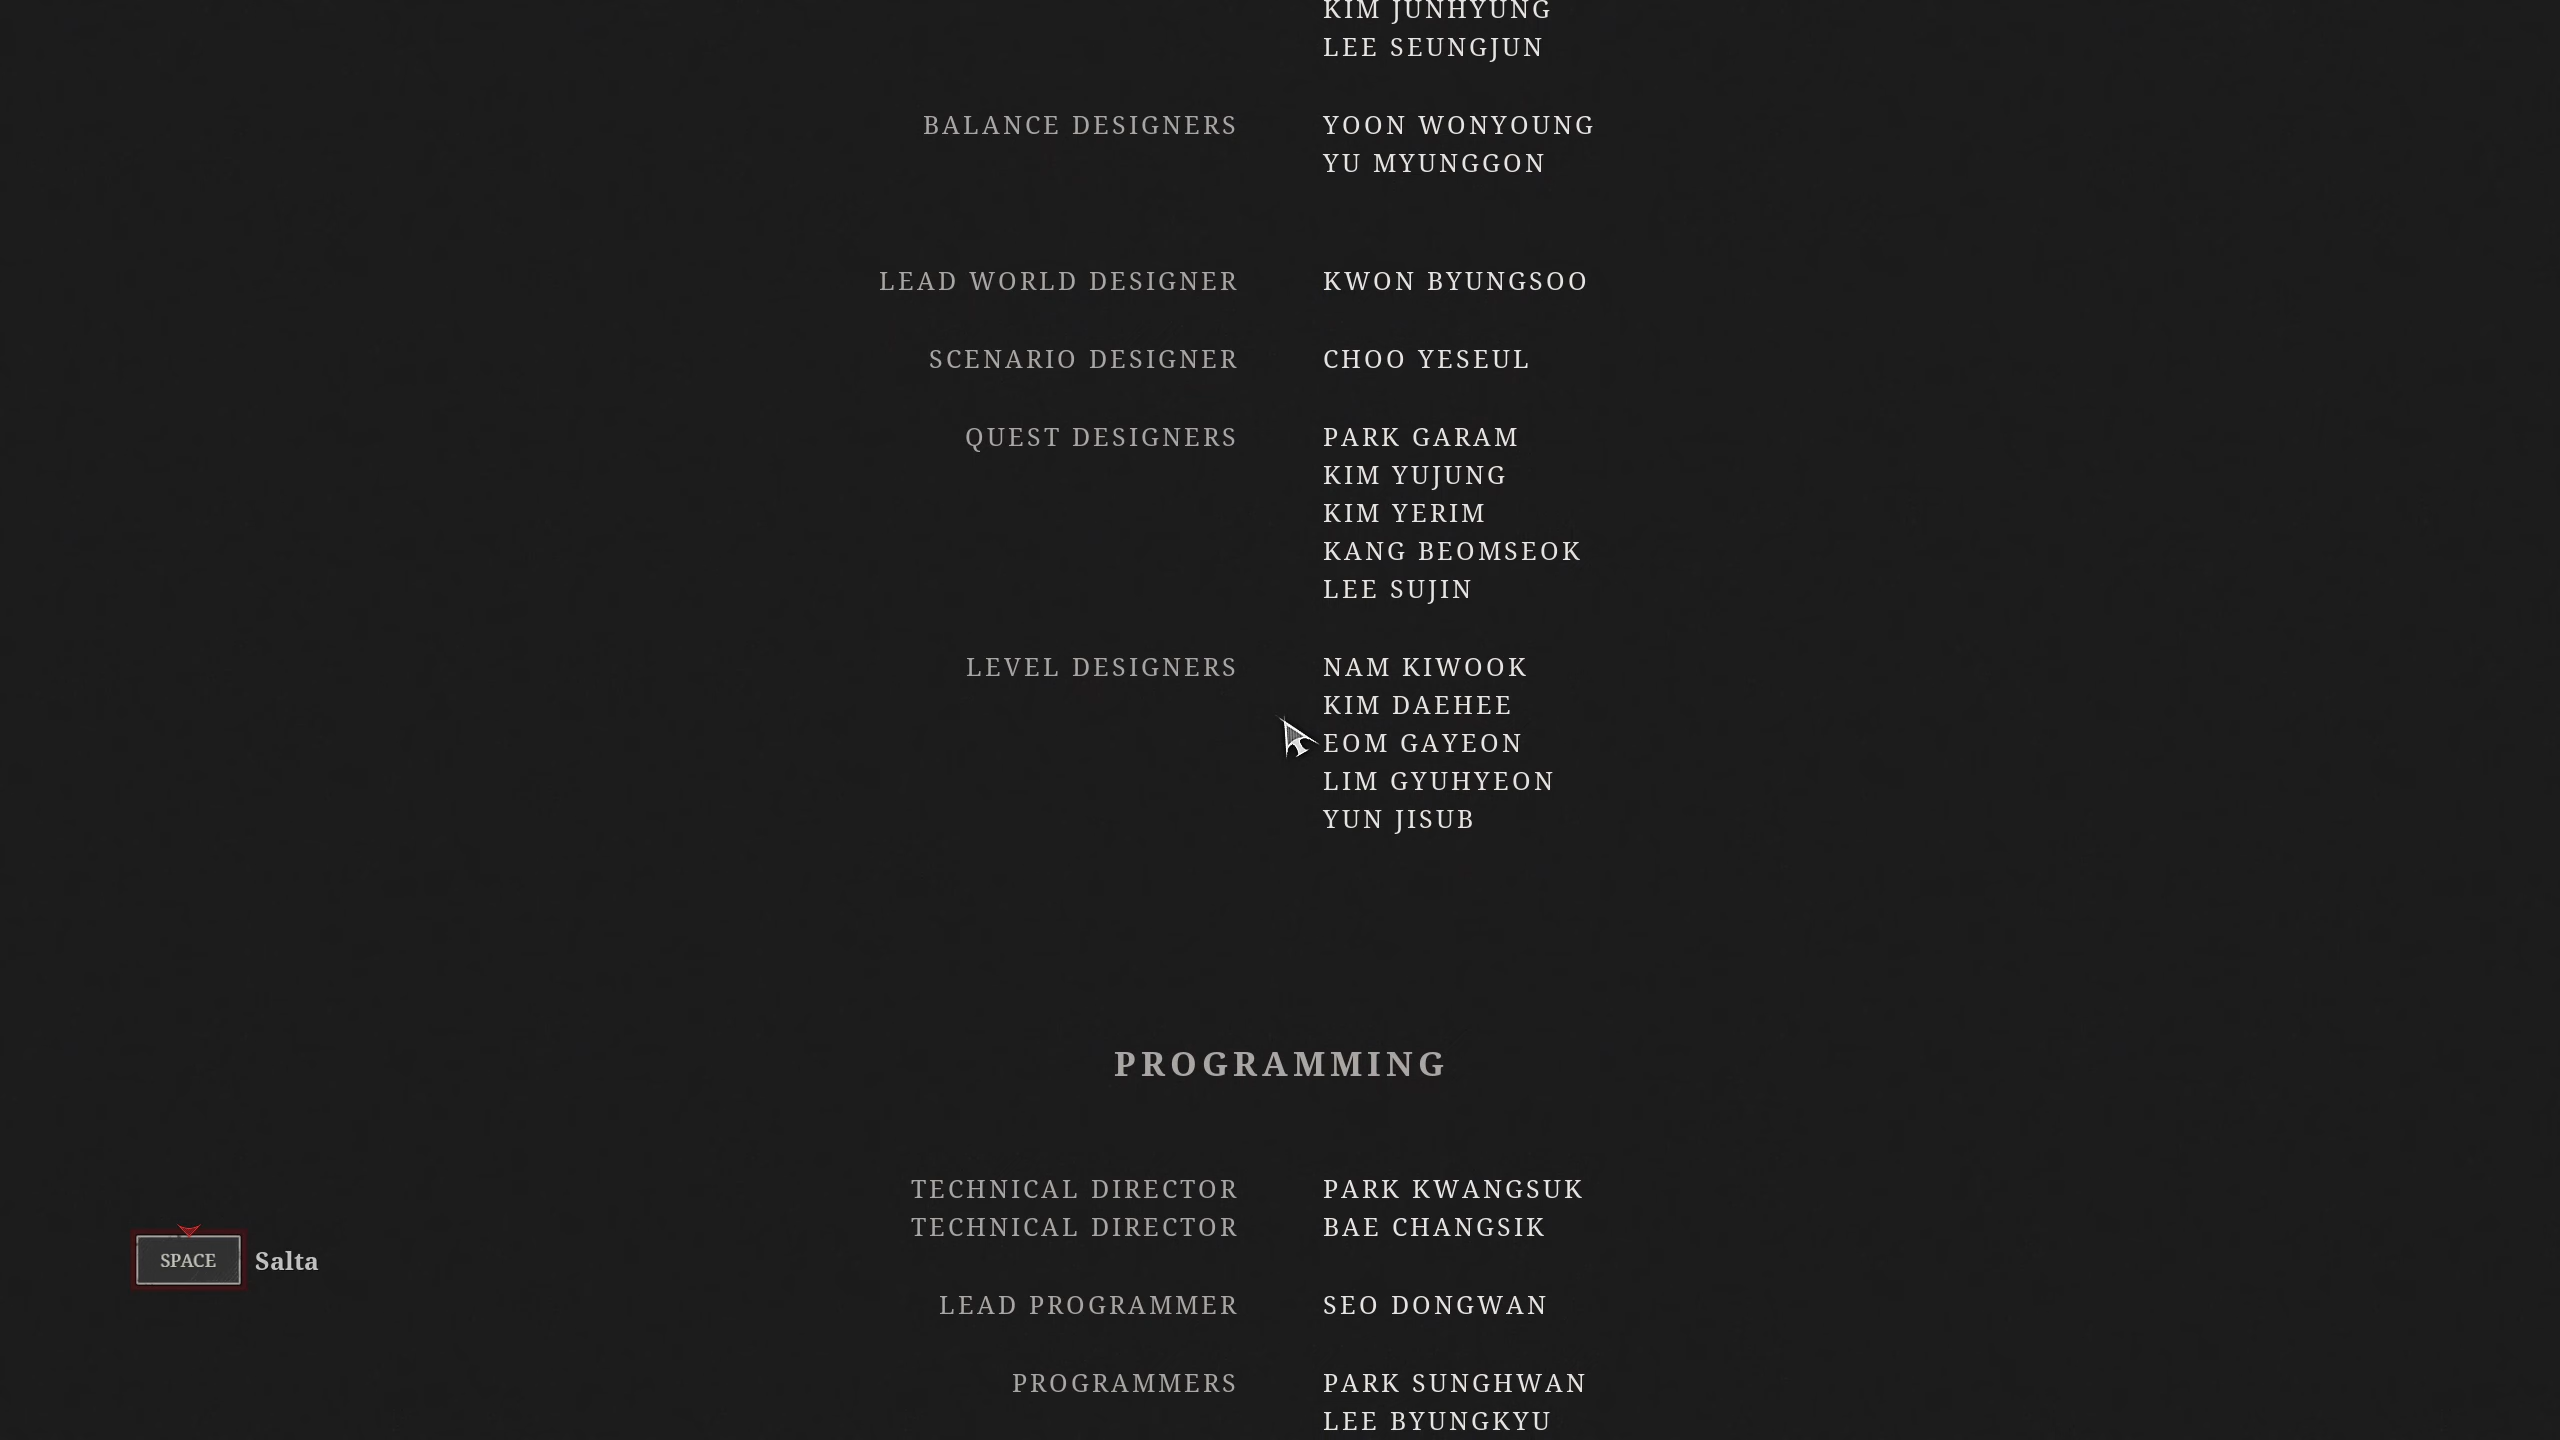 KIM JUNHYUNG
LEE SEUNGJUN
BALANCE DESIGNERS YOON WONYOUNG
YU MYUNGGON
LEAD WORLD DESIGNER KWON BYUNGSOO
SCENARIO DESIGNER CHOO YESEUL
QUEST DESIGNERS PARK GARAM
KIM YUJUNG
KIM YERIM
KANG BEOMSEOK
LEE SUJIN
LEVEL DESIGNERS NAM KIWOOK
KIM DAEHEE
EOM GAYEON
LIM GYUHYEON
YUN JISUB
PROGRAMMING
TECHNICAL DIRECTOR PARK KWANGSUK
TECHNICAL DIRECTOR BAE CHANGSIK
SPACE Salta
LEAD PROGRAMMER SEO DONGWAN
PROGRAMMERS PARK SUNGHWAN
LEE BYUNGKYU